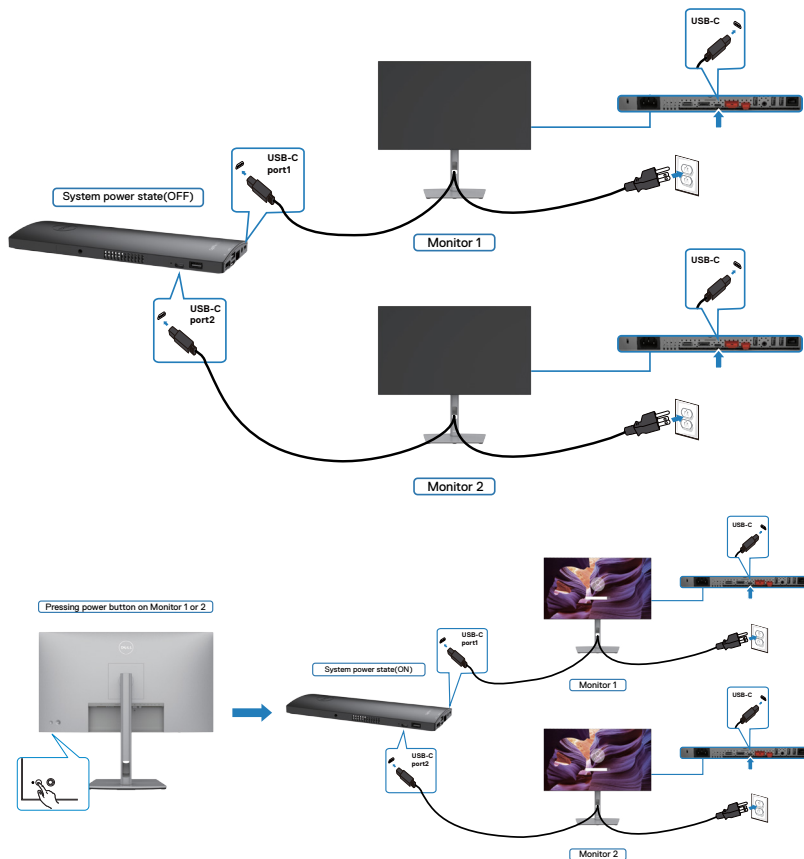 USB-C
USB-C
port1
System power state(OFF)
Monitor 1
USB-C
USB-C
port2
Monitor 2
USB-C
Pressing power button on Monitor 1 or 2
USB-C
port1
System power state(ON)
Monitor 1
USB-C
USB-C
port2
Monitor 2